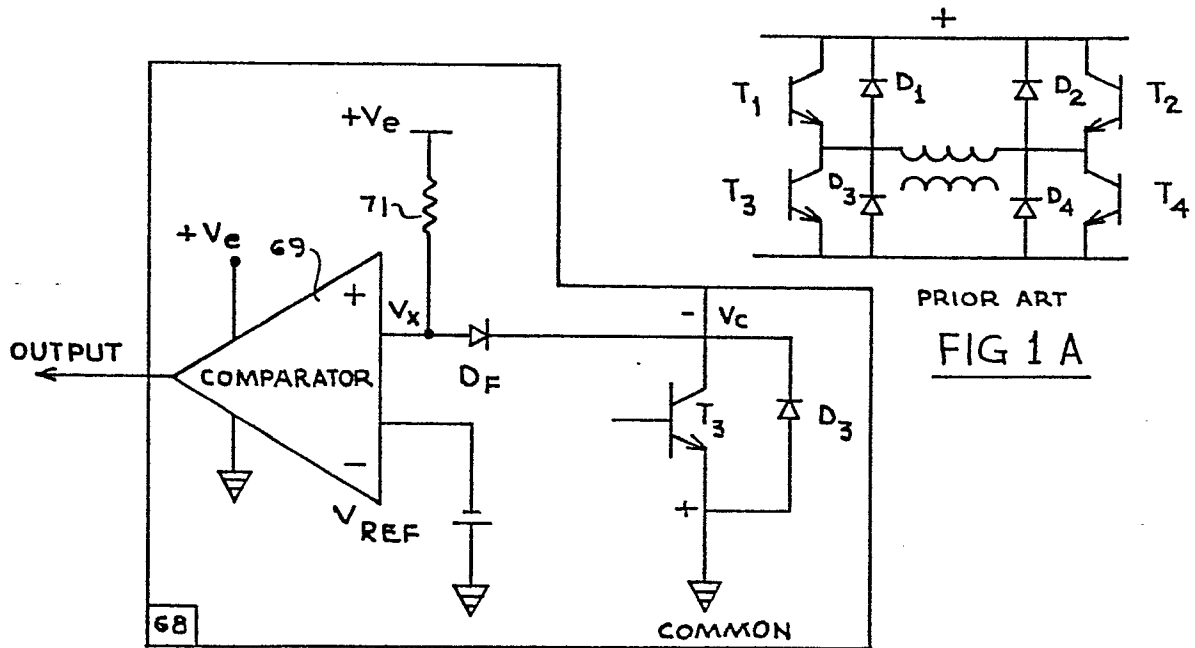 +
T1
D1
D2
T2
T3
D3
D4
T4
PRIOR ART
FIG 1 A
+Ve
71
+Ve
69
+
Vx
- Vc
OUTPUT
COMPARATOR
DF
T3
D3
-
+
VREF
68
COMMON